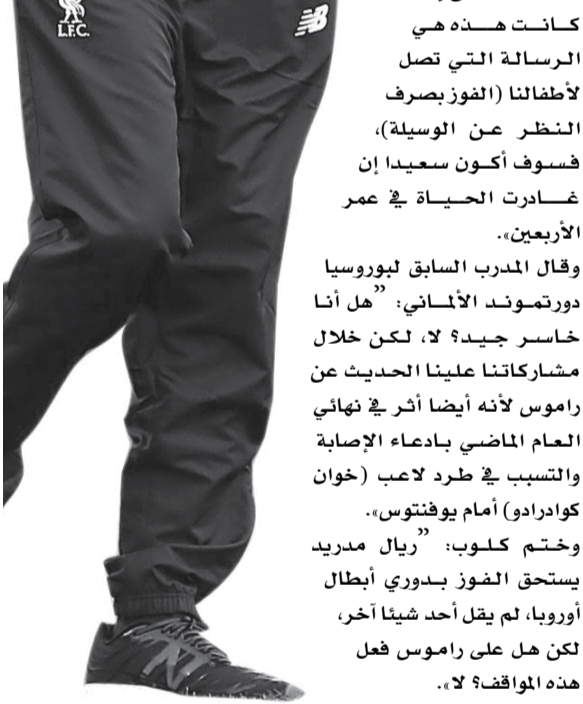 L.F.C.
NB
كانت هذه هي
الرسالة التي تصل
لأطفالنا (الفوز بصرف
النظر عن الوسيلة)،
فسوف أكون سعيدا إن
غادرت الحياة في عمر
الأربعين».
وقال المدرب السابق لبوروسيا
دورتموند الألماني: ”هل أنا
خاسر جيد؟ لا، لكن خلال
مشاركاتنا علينا الحديث عن
راموس لأنه أيضا أثر في نهائي
العام الماضي بادعاء الإصابة
والتسبب في طرد لاعب (خوان
كوادرادو) أمام يوفنتوس».
وختم كلوب: ”ريال مدريد
يستحق الفوز بدوري أبطال
أوروبا، لم يقل أحد شيئا آخر،
لكن هل على راموس فعل
هذه المواقف؟ لا».